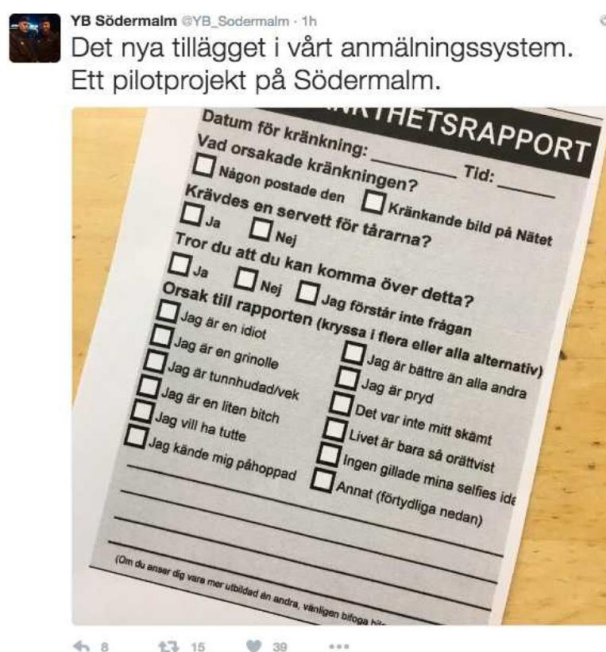 YB Södermalm @YB_Sodermalm · 1h
Det nya tillägget i vårt anmälningssystem.
Ett pilotprojekt på Södermalm.
Datum för kränkning: Tid:
Vad orsakade kränkningen?
Någon postade den Kränkande bild på Nätet
Krävdes en servett för tårarna?
Ja Nej
Tror du att du kan komma över detta?
Ja Nej Jag förstår inte frågan
Orsak till rapporten (kryssa i flera eller alla alternativ)
Jag är en idiot
Jag är en grinolle
Jag är tunnhudad/vek
Jag är en liten bitch
Jag vill ha tutte
Jag kände mig påhoppad
Jag är bättre än alla andra
Jag är pryd
Det var inte mitt skämt
Livet är bara så orättvist
Ingen gillade mina selfies
Annat (förtydliga nedan)
(Om du anser dig vara mer utbildad än andra, vänligen bifoga
8 15 39